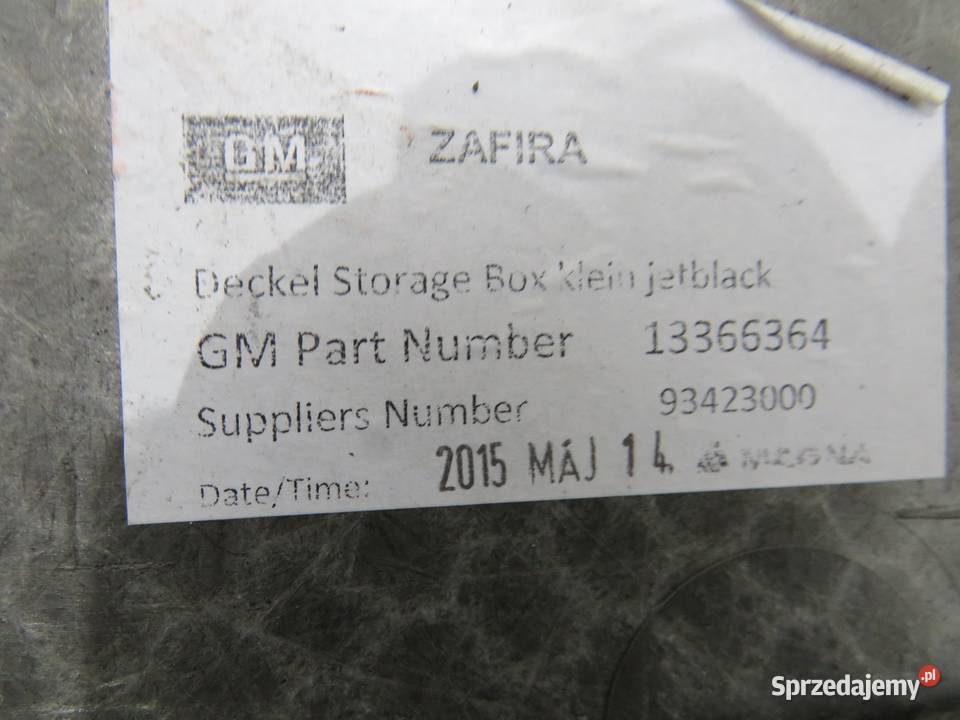 GM ZAFIRA
Deckel Storage Box klein jetblack
GM Part Number 13366364
Suppliers Number 93423000
Date/Time: 2015 MÁJ 14. MAGNA
Sprzedajemy.pl